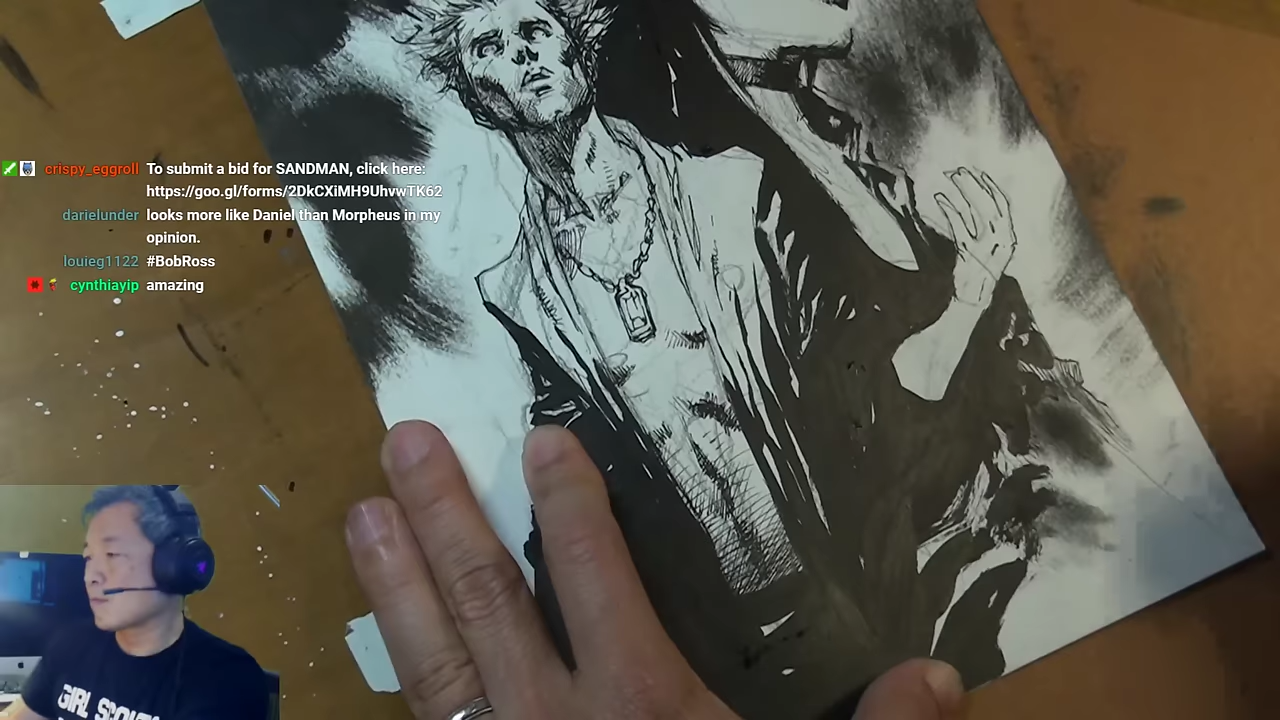 crispy_eggroll To submit a bid for SANDMAN, click here:
https://goo.gl/forms/2DkCXiMH9UhvwTK62
darielunder looks more like Daniel than Morpheus in my
opinion.
louieg1122 #BobRoss
cynthiayip amazing
GIRL